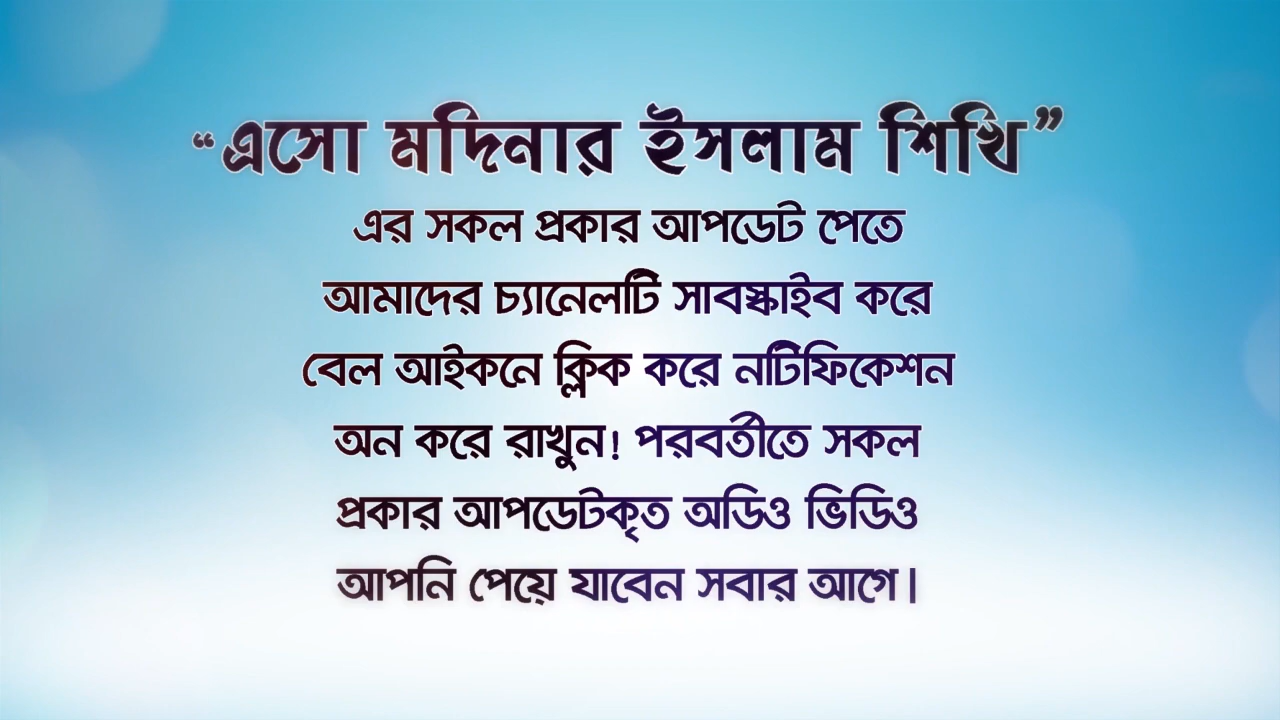 “এসো মদিনার ইসলাম শিখি”
এর সকল প্রকার আপডেট পেতে
আমাদের চ্যানেলটি সাবস্কাইব করে
বেল আইকনে ক্লিক করে নটিফিকেশন
অন করে রাখুন! পরবর্তীতে সকল
প্রকার আপডেটকৃত অডিও ভিডিও
আপনি পেয়ে যাবেন সবার আগে।